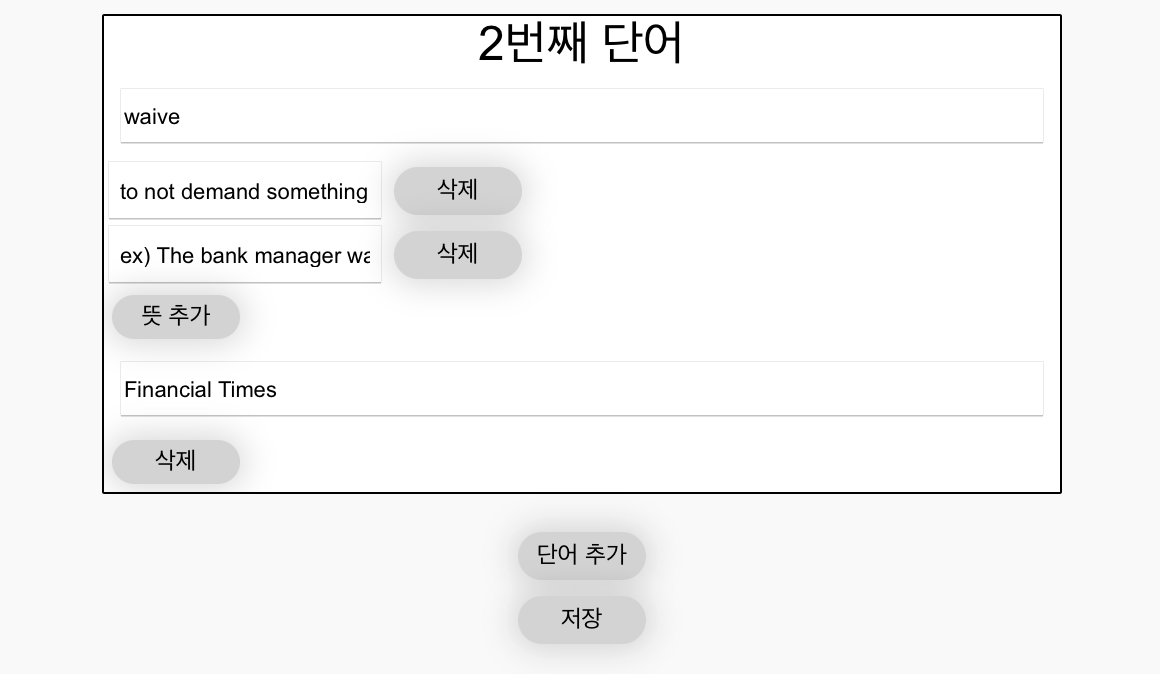 2번째 단어
waive
to not demand something
삭제
ex) The bank manager
삭제
뜻 추가
Financial Times
삭제
단어 추가
저장